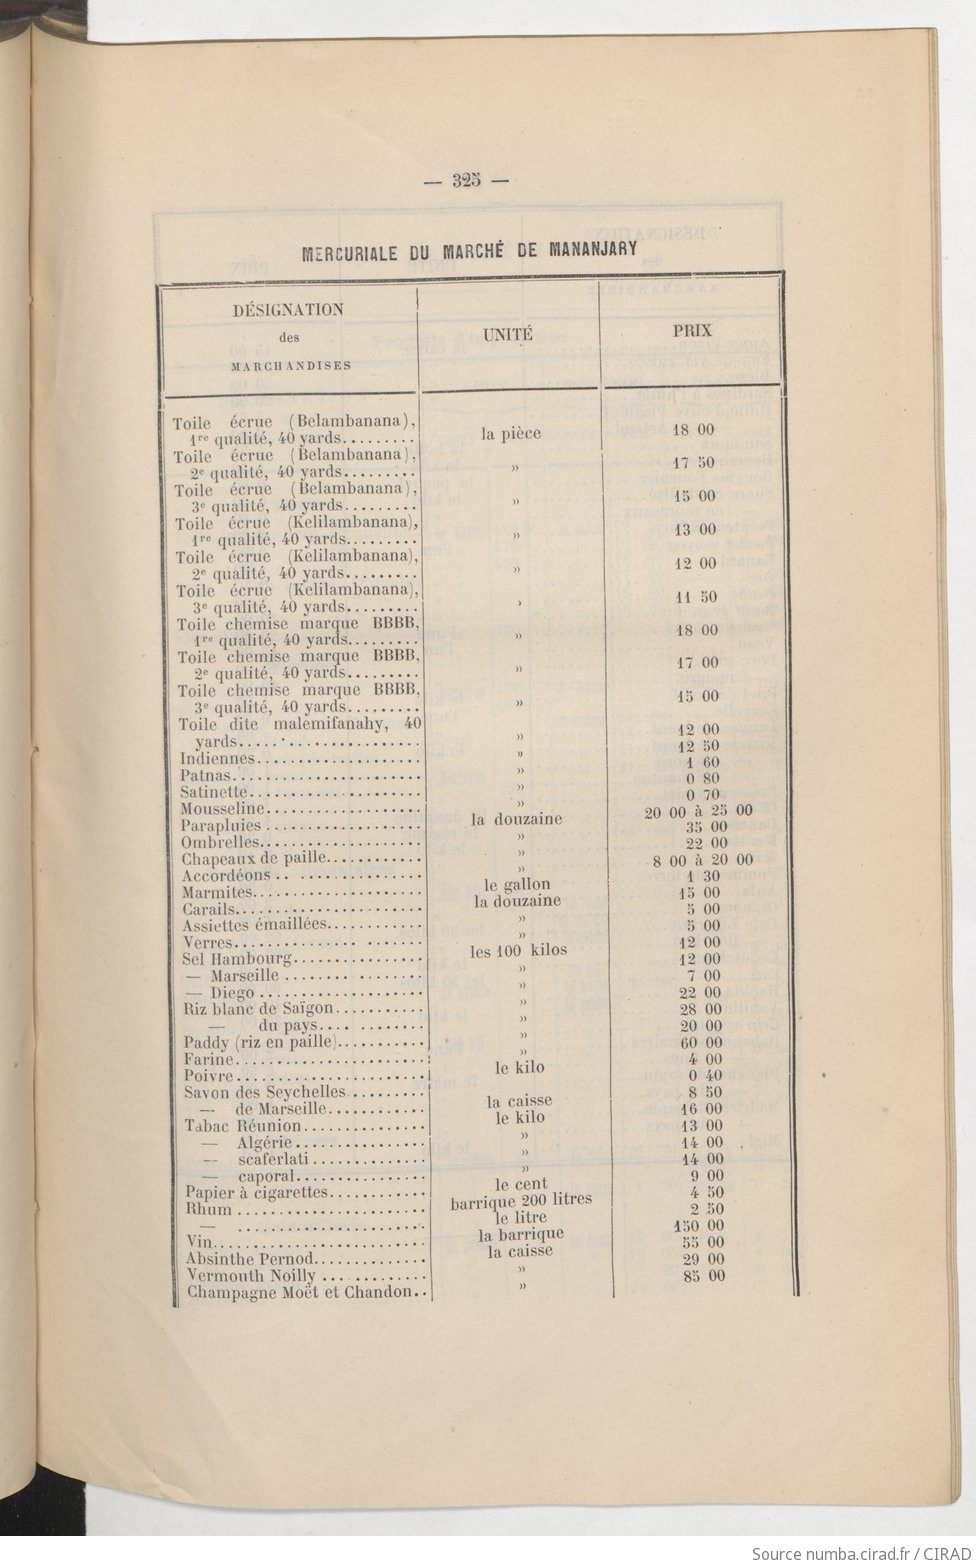 — 325 —
MERCURIALE DU MARCHÉ DE MANANJARY
DÉSIGNATION
des
MARCHANDISES
UNITÉ
PRIX
Toile écrue (Belambanana),
1re qualité, 40 yards......... la pièce 18 00
Toile écrue (Belambanana),
2e qualité, 40 yards......... » 17 50
Toile écrue (Belambanana),
3e qualité, 40 yards......... » 15 00
Toile écrue (Kelilambanana),
1re qualité, 40 yards......... » 13 00
Toile écrue (Kelilambanana),
2e qualité, 40 yards......... » 12 00
Toile écrue (Kelilambanana),
3e qualité, 40 yards......... » 11 50
Toile chemise marque BBBB,
1re qualité, 40 yards......... » 18 00
Toile chemise marque BBBB,
2e qualité, 40 yards......... » 17 00
Toile chemise marque BBBB,
3e qualité, 40 yards......... » 15 00
Toile dite malemifanahy, 40
yards................... » 12 00
Indiennes.................... » 12 50
Patnas....................... » 1 60
Satinette..................... » 0 80
Mousseline................... » 0 70
Parapluies................... la douzaine 20 00 à 25 00
Ombrelles.................... » 35 00
Chapeaux de paille............ » 22 00
Accordéons.................. » 8 00 à 20 00
Marmites..................... le gallon 1 30
Carails....................... la douzaine 15 00
Assiettes émaillées............ » 5 00
Verres....................... » 5 00
Sel Hambourg................ les 100 kilos 12 00
— Marseille ................. » 12 00
— Diego .................... » 7 00
Riz blanc de Saïgon........... » 22 00
— du pays.... ........ » 28 00
Paddy (riz en paille)........... » 20 00
Farine........................ » 60 00
Poivre........................ le kilo 4 00
Savon des Seychelles.......... 0 40
— de Marseille............ la caisse 8 50
Tabac Réunion............... le kilo 16 00
— Algérie................ » 13 00
— scaferlati.............. » 14 00
— caporal................ » 14 00
Papier à cigarettes............ le cent 9 00
Rhum ....................... barrique 200 litres 4 50
— ....................... le litre 2 50
Vin.......................... la barrique 150 00
Absinthe Pernod.............. la caisse 55 00
Vermouth Noilly ............. » 29 00
Champagne Moët et Chandon.. » 85 00
Source numba.cirad.fr / CIRAD